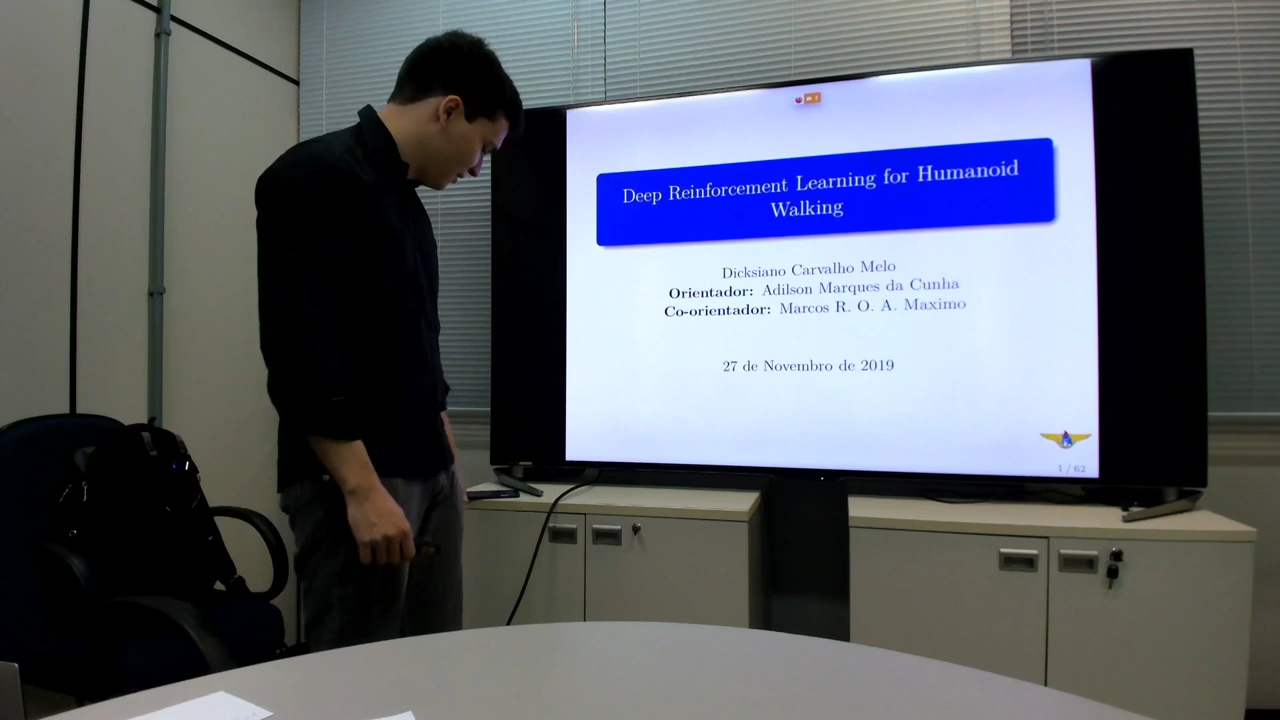 Deep Reinforcement Learning for Humanoid
Walking
Dicksiano Carvalho Melo
Orientador: Adilson Marques da Cunha
Co-orientador: Marcos R. O. A. Maximo
27 de Novembro de 2019
1 / 62